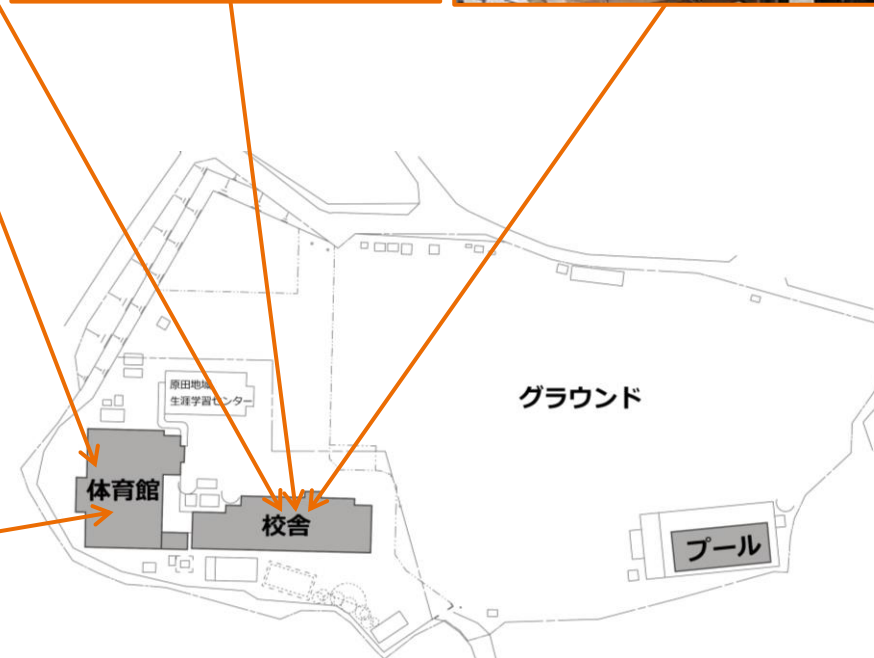 原田地域
生涯学習センター
グラウンド
体育館
校舎
プール